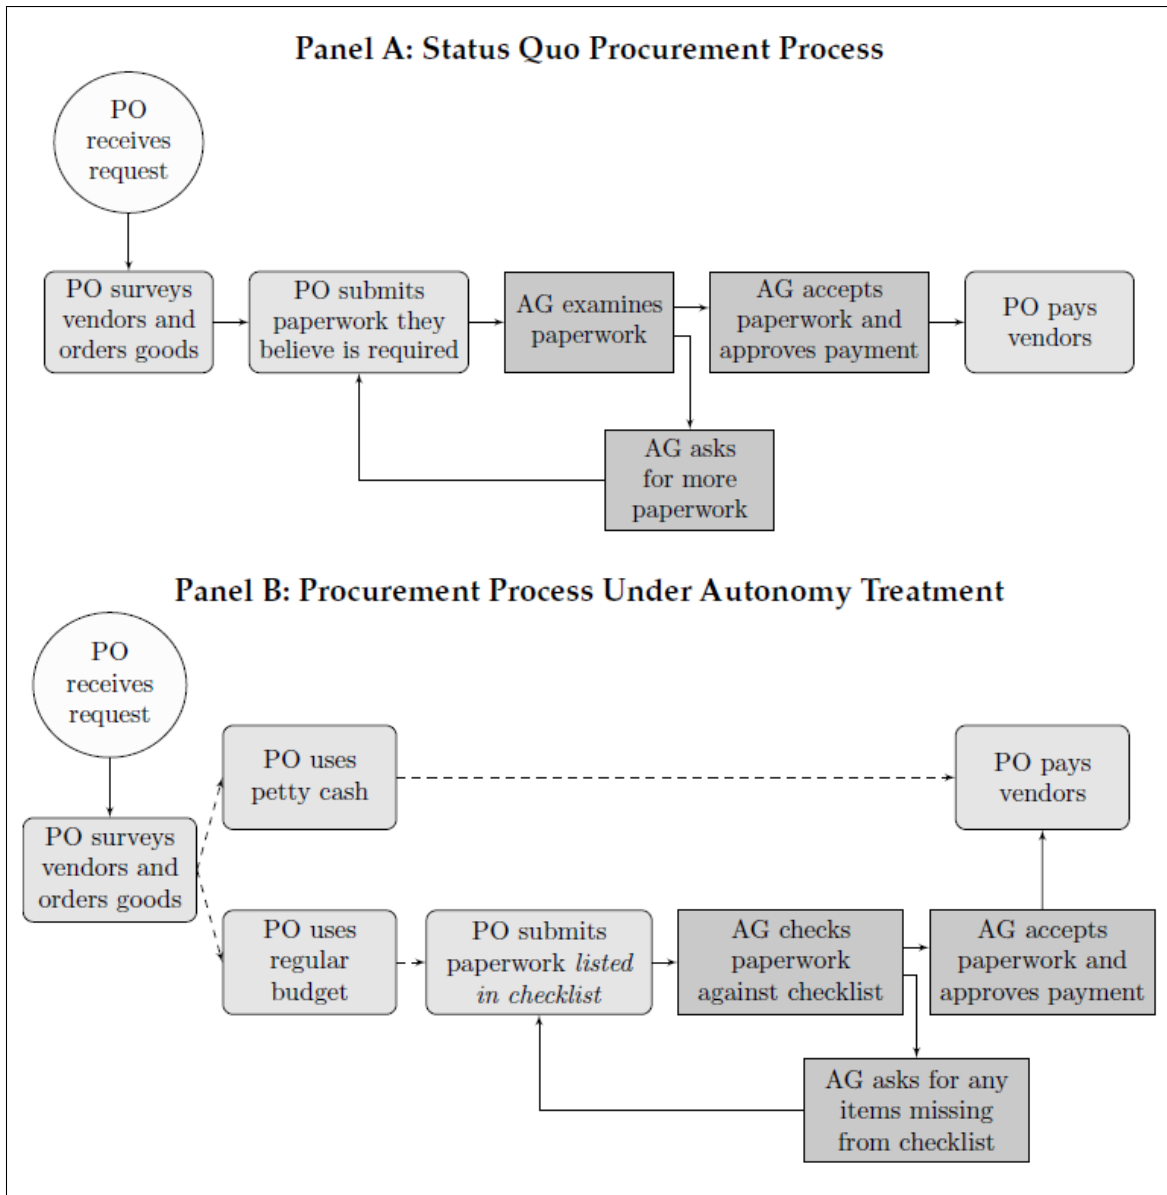 Panel A: Status Quo Procurement Process
PO
receives
request
PO surveys
vendors and
orders goods
PO submits
paperwork they
believe is required
AG examines
paperwork
AG accepts
paperwork and
approves payment
PO pays
vendors
AG asks
for more
paperwork
Panel B: Procurement Process Under Autonomy Treatment
PO
receives
request
PO surveys
vendors and
orders goods
PO uses
petty cash
PO pays
vendors
PO uses
regular
budget
PO submits
paperwork listed
in checklist
AG checks
paperwork
against checklist
AG accepts
paperwork and
approves payment
AG asks for any
items missing
from checklist